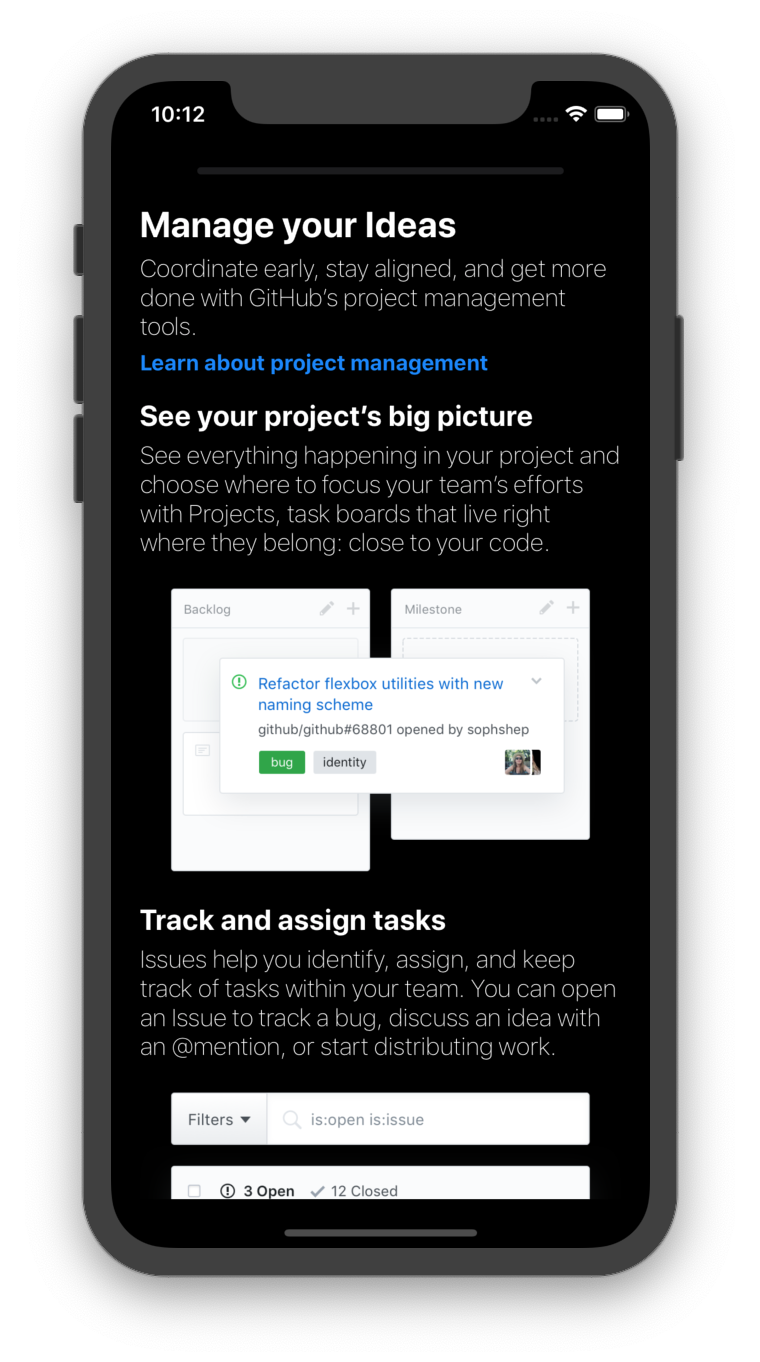 10:12
Manage your Ideas
Coordinate early, stay aligned, and get more
done with GitHub’s project management
tools.
Learn about project management
See your project’s big picture
See everything happening in your project and
choose where to focus your team’s efforts
with Projects, task boards that live right
where they belong: close to your code.
Backlog
Milestone
Refactor flexbox utilities with new
naming scheme
github/github#68801 opened by sophshep
bug identity
Track and assign tasks
Issues help you identify, assign, and keep
track of tasks within your team. You can open
an Issue to track a bug, discuss an idea with
an @mention, or start distributing work.
Filters is:open is:issue
3 Open 12 Closed